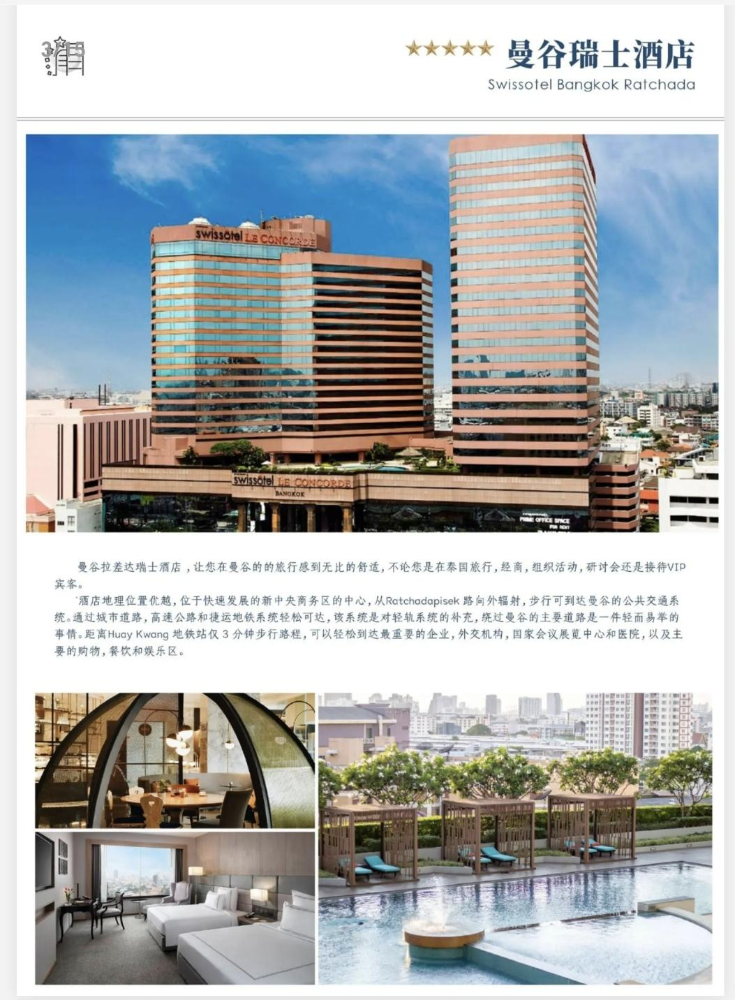 3/15
★★★★★ 曼谷瑞士酒店
Swissotel Bangkok Ratchada
swissôtel LE CONCORDE
swissôtel LE CONCORDE
BANGKOK
PRIME OFFICE SPACE
FOR RENT
曼谷拉差达瑞士酒店 ,让您在曼谷的的旅行感到无比的舒适,不论您是在泰国旅行,经商,组织活动,研讨会还是接待VIP
宾客。
'酒店地理位置优越,位于快速发展的新中央商务区的中心,从Ratchadapisek 路向外辐射,步行可到达曼谷的公共交通系
统。通过城市道路,高速公路和捷运地铁系统轻松可达,该系统是对轻轨系统的补充,绕过曼谷的主要道路是一件轻而易举的
事情。距离Huay Kwang 地铁站仅 3 分钟步行路程,可以轻松到达最重要的企业,外交机构,国家会议展览中心和医院,以及主
要的购物,餐饮和娱乐区。